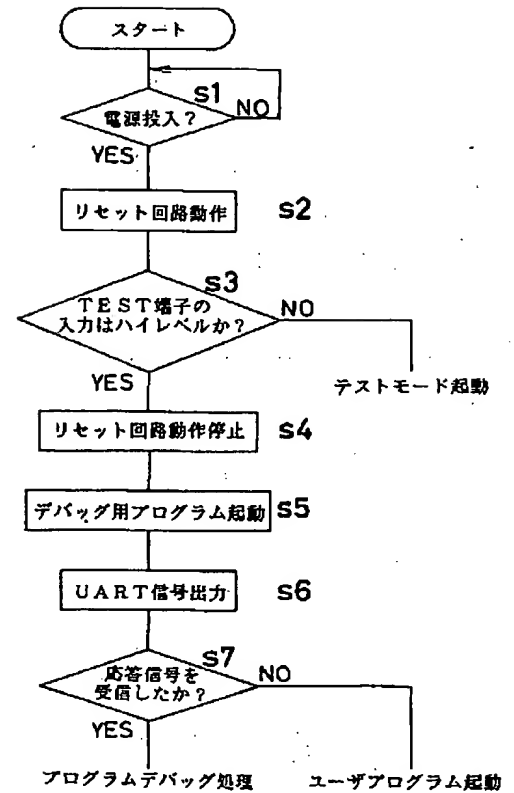 スタート
s1
電源投入?
NO
YES
リセット回路動作
s2
s3
TEST端子の
入力はハイレベルか?
NO
YES
テストモード起動
リセット回路動作停止
s4
デバッグ用プログラム起動
s5
UART信号出力
s6
s7
応答信号を
受信したか?
NO
YES
プログラムデバッグ処理
ユーザプログラム起動